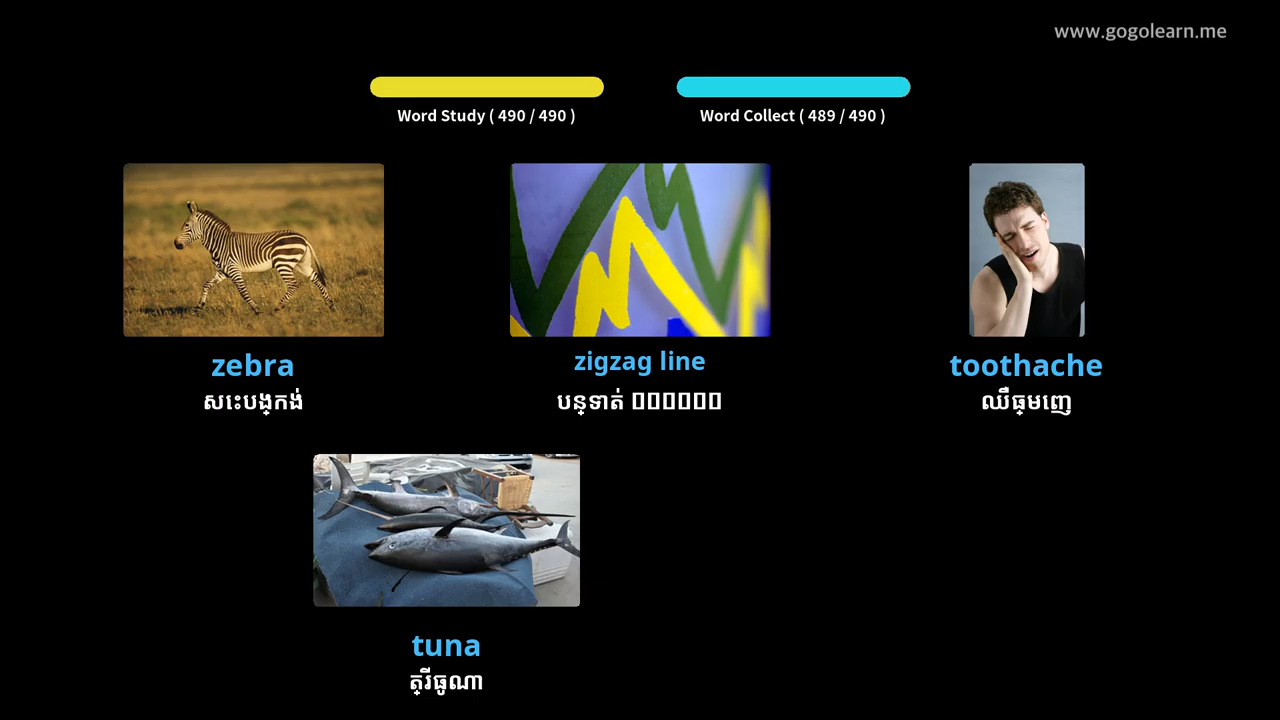 www.gogolearn.me
Word Study ( 490 / 490 )
Word Collect ( 489 / 490 )
zebra
សេះបង្កង់
zigzag line
បន្ទាត់
toothache
ឈឺធ្មេញ
tuna
ត្រីធូណា